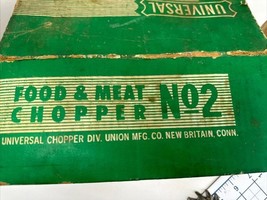 UNIVERSAL
FOOD & MEAT
CHOPPER No2
UNIVERSAL CHOPPER DIV. UNION MFG. CO. NEW BRITAIN, CONN.